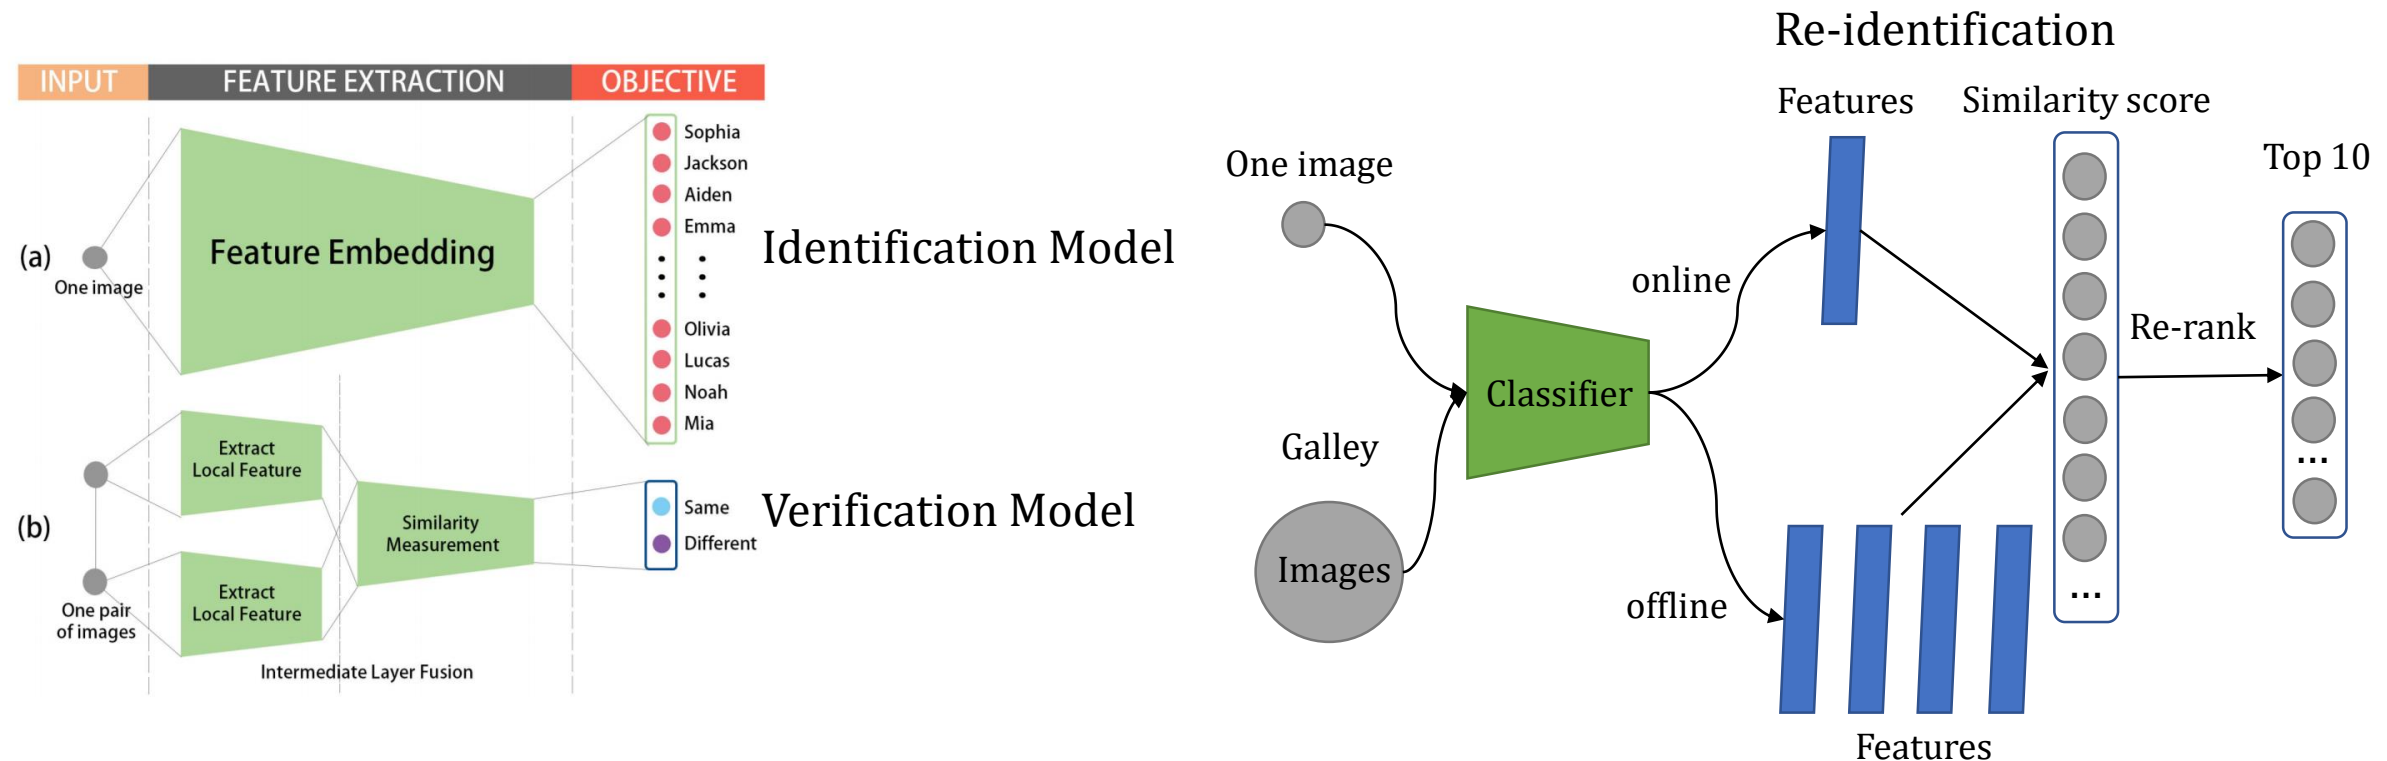 INPUT
FEATURE EXTRACTION
OBJECTIVE
(a)
One image
Feature Embedding
Sophia
Jackson
Aiden
Emma
Olivia
Lucas
Noah
Mia
Identification Model
(b)
One pair
of images
Extract
Local Feature
Extract
Local Feature
Similarity
Measurement
Same
Different
Intermediate Layer Fusion
Verification Model
Re-identification
One image
Galley
Images
Classifier
online
offline
Features
Features
Similarity score
...
Re-rank
Top 10
...